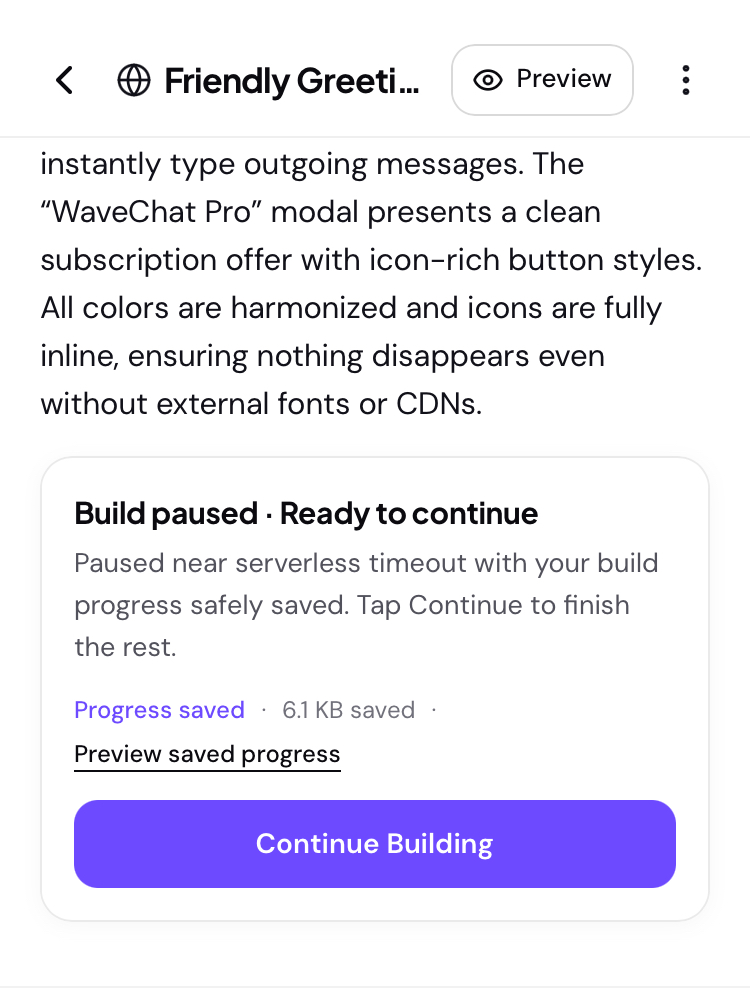 Friendly Greeti...
Preview
instantly type outgoing messages. The
“WaveChat Pro” modal presents a clean
subscription offer with icon-rich button styles.
All colors are harmonized and icons are fully
inline, ensuring nothing disappears even
without external fonts or CDNs.
Build paused · Ready to continue
Paused near serverless timeout with your build
progress safely saved. Tap Continue to finish
the rest.
Progress saved · 6.1 KB saved ·
Preview saved progress
Continue Building